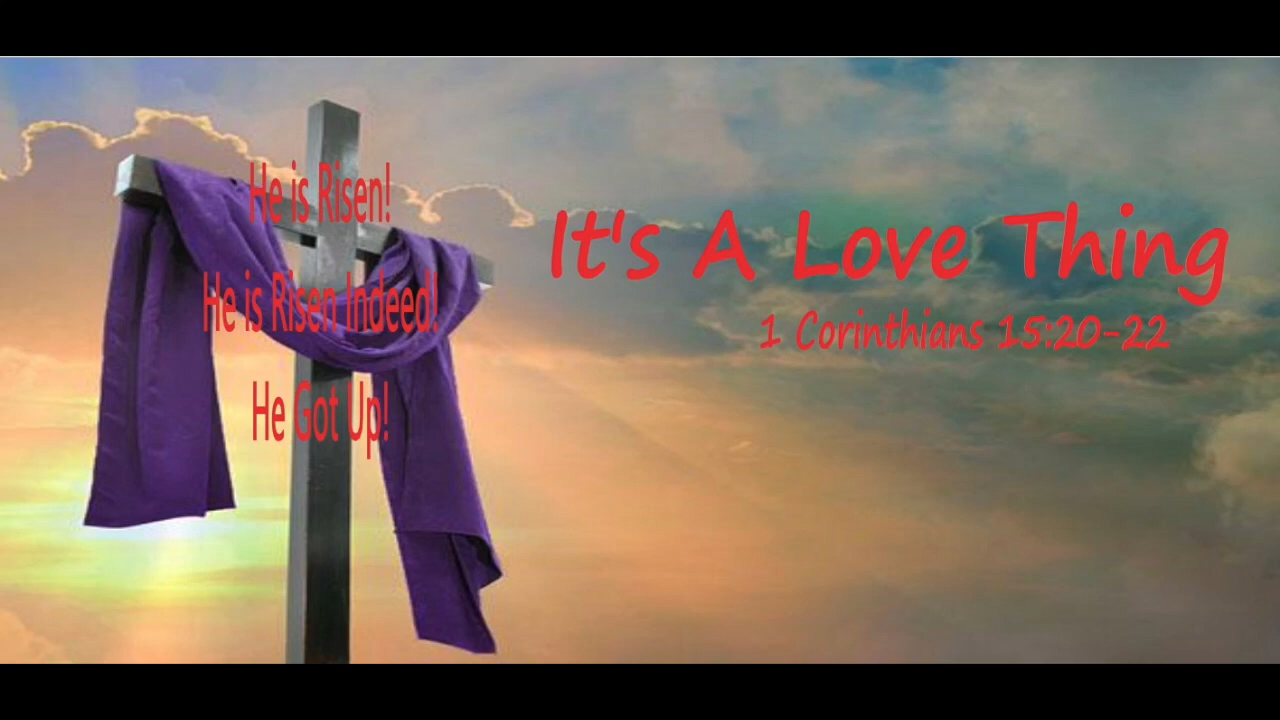 He is Risen!
He is Risen Indeed!
He Got Up!
It's A Love Thing
1 Corinthians 15:20-22